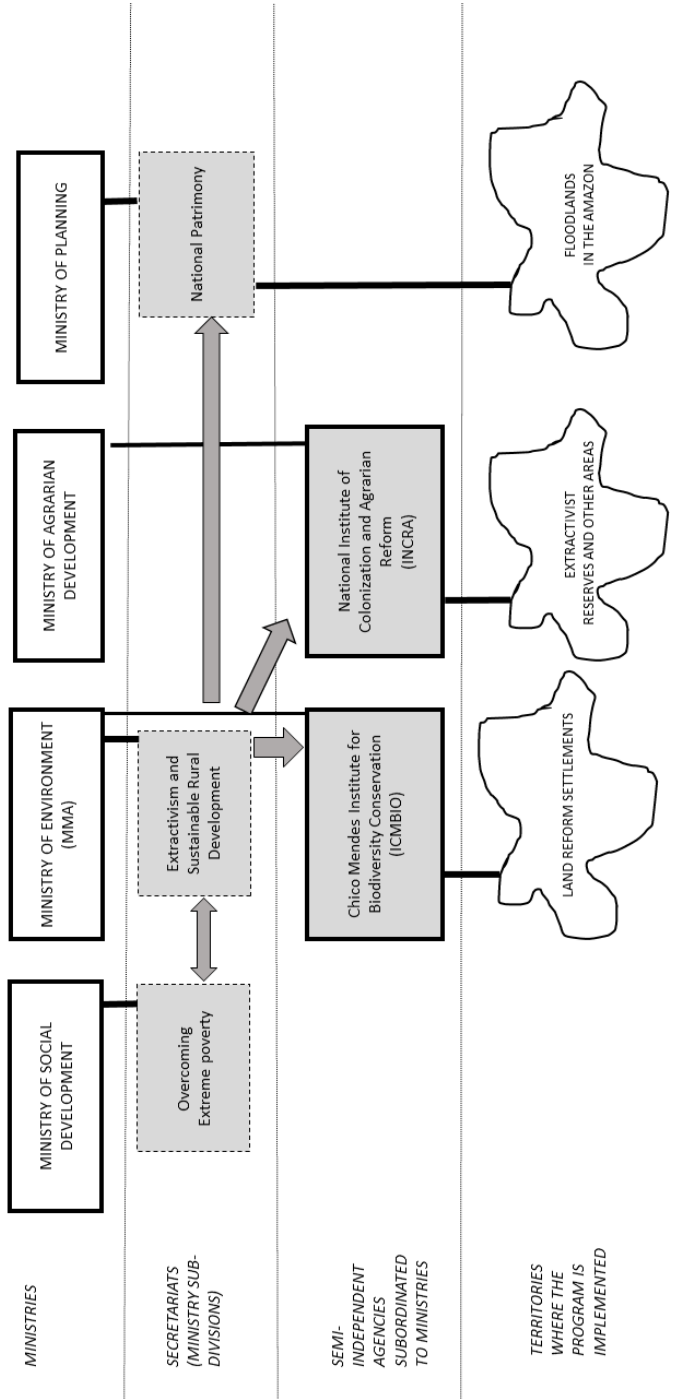 MINISTRIES
MINISTRY OF SOCIAL
DEVELOPMENT
MINISTRY OF ENVIRONMENT
(MMA)
MINISTRY OF AGRARIAN
DEVELOPMENT
MINISTRY OF PLANNING
SECRETARIATS
(MINISTRY SUB-
DIVISIONS)
Overcoming
Extreme poverty
Extractivism and
Sustainable Rural
Development
National Patrimony
SEMI-
INDEPENDENT
AGENCIES
SUBORDINATED
TO MINISTRIES
Chico Mendes Institute for
Biodiversity Conservation
(ICMBIO)
National Institute of
Colonization and Agrarian
Reform
(INCRA)
TERRITORIES
WHERE THE
PROGRAM IS
IMPLEMENTED
LAND REFORM SETTLEMENTS
EXTRACTIVIST
RESERVES AND OTHER AREAS
FLOODLANDS
IN THE AMAZON